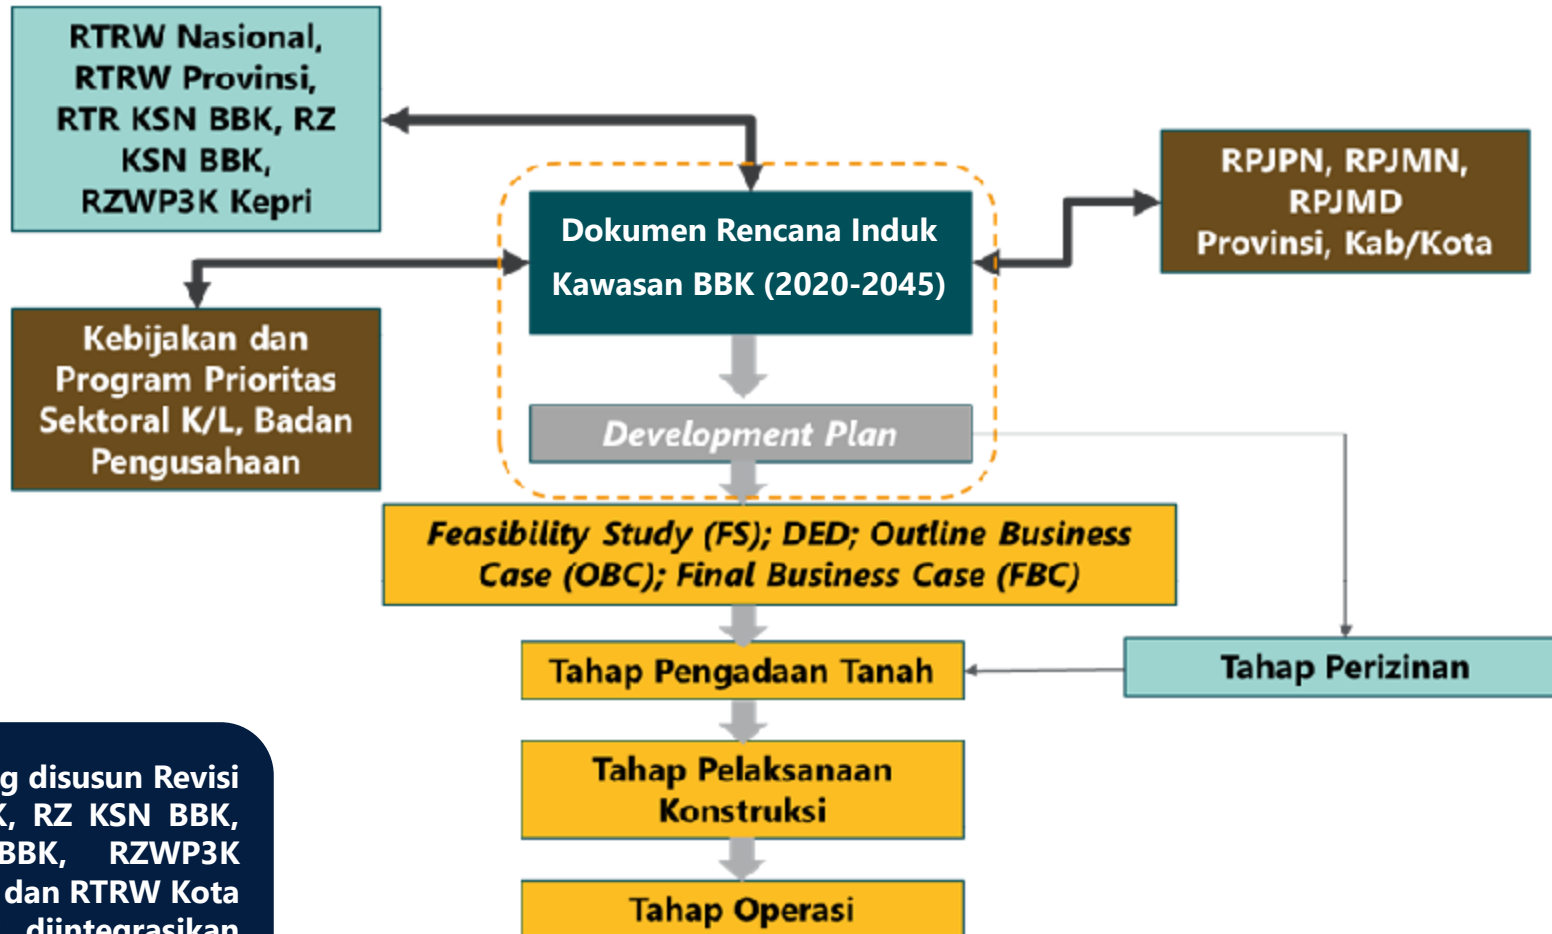 RTRW Nasional,
RTRW Provinsi,
RTR KSN BBK, RZ
KSN BBK,
RZWP3K Kepri
RPJPN, RPJMN,
RPJMD
Provinsi, Kab/Kota
Dokumen Rencana Induk
Kawasan BBK (2020-2045)
Kebijakan dan
Program Prioritas
Sektoral K/L, Badan
Pengusahaan
Development Plan
Feasibility Study (FS); DED; Outline Business
Case (OBC); Final Business Case (FBC)
Tahap Pengadaan Tanah
Tahap Perizinan
Tahap Pelaksanaan
Konstruksi
Tahap Operasi
disusun Revisi
RZ KSN BBK,
BBK, RZWP3K
dan RTRW Kota
diintegrasikan